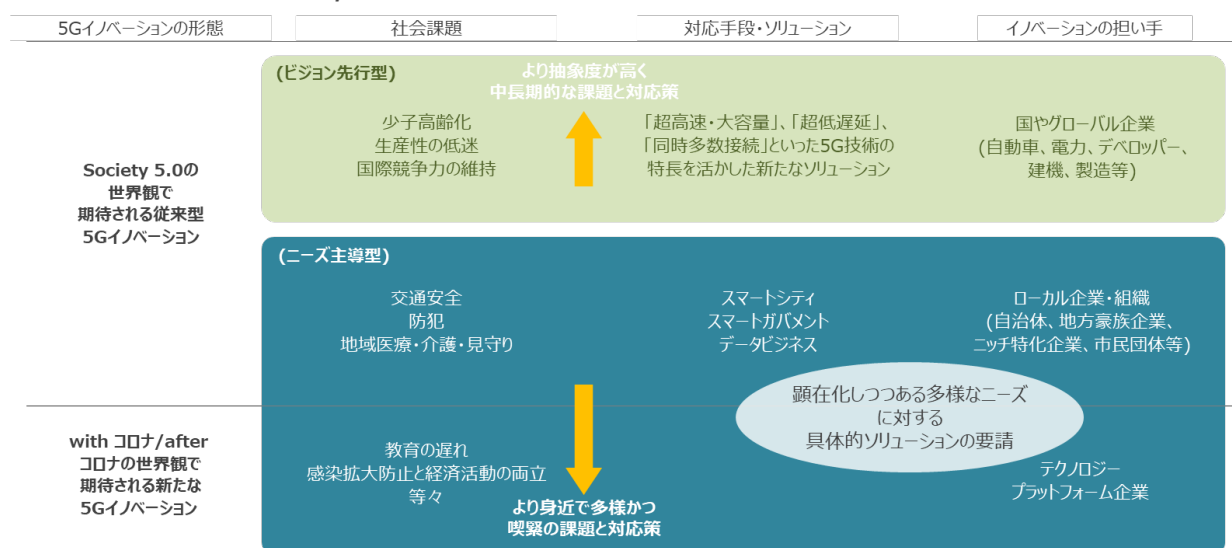 5Gイノベーションの形態
社会課題
対応手段・ソリューション
イノベーションの担い手
(ビジョン先行型)
より抽象度が高く
中長期的な課題と対応策
少子高齢化
生産性の低迷
国際競争力の維持
「超高速・大容量」、「超低遅延」、
「同時多数接続」といった5G技術の
特長を活かした新たなソリューション
国やグローバル企業
(自動車、電力、デベロッパー、
建機、製造等)
Society 5.0の
世界観で
期待される従来型
5Gイノベーション
(ニーズ主導型)
交通安全
防犯
地域医療・介護・見守り
スマートシティ
スマートガバメント
データビジネス
ローカル企業・組織
(自治体、地方豪族企業、
ニッチ特化企業、市民団体等)
顕在化しつつある多様なニーズ
に対する
具体的ソリューションの要請
with コロナ/after
コロナの世界観で
期待される新たな
5Gイノベーション
教育の遅れ
感染拡大防止と経済活動の両立
等々
より身近で多様かつ
喫緊の課題と対応策
テクノロジー
プラットフォーム企業